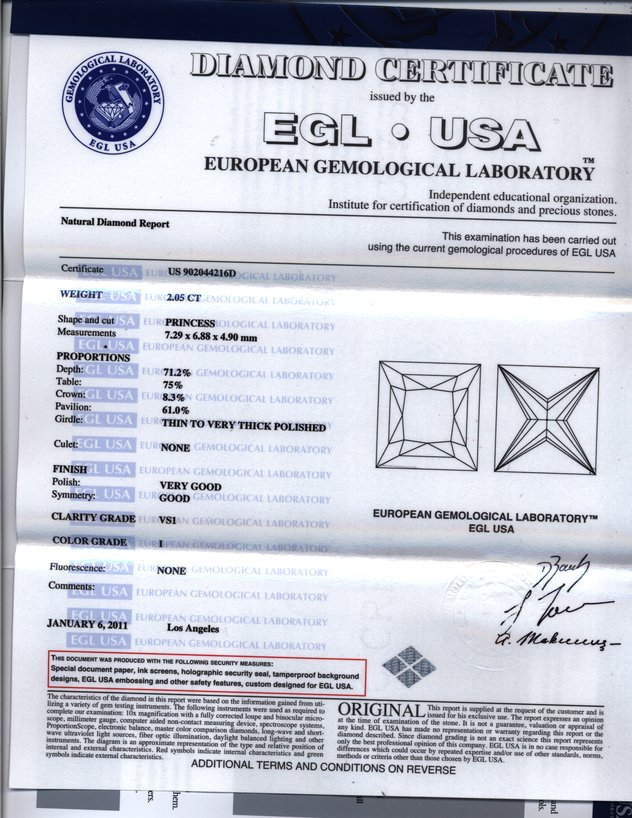 GEMOLOGICAL LABORATORY
EGL USA
DIAMOND CERTIFICATE
issued by the
EGL • USA
EUROPEAN GEMOLOGICAL LABORATORY™
Independent educational organization.
Institute for certification of diamonds and precious stones.
Natural Diamond Report
This examination has been carried out
using the current gemological procedures of EGL USA
Certificate US 902044216D
WEIGHT 2.05 CT
Shape and cut PRINCESS
Measurements 7.29 x 6.88 x 4.90 mm
PROPORTIONS
Depth: 71.2%
Table: 75%
Crown: 8.3%
Pavilion: 61.0%
Girdle: THIN TO VERY THICK POLISHED
Culet: NONE
FINISH
Polish: VERY GOOD
Symmetry: GOOD
CLARITY GRADE VS1
COLOR GRADE I
Fluorescence: NONE
Comments:
JANUARY 6, 2011 Los Angeles
EUROPEAN GEMOLOGICAL LABORATORY™
EGL USA
THIS DOCUMENT WAS PRODUCED WITH THE FOLLOWING SECURITY MEASURES:
Special document paper, ink screens, holographic security seal, tamperproof background
designs, EGL USA embossing and other safety features, custom designed for EGL USA.
The characteristics of the diamond in this report were based on the information gained from uti-
lizing a variety of gem testing instruments. The following instruments were used as required to
complete our examination: 10x magnification with a fully corrected loupe and binocular micro-
scope, millimeter gauge, computer aided non-contact measuring device, spectroscope systems,
ProportionScope, electronic balance, master color comparison diamonds, long-wave and short-
wave ultraviolet light sources, fiber optic illumination, daylight balanced lighting and other
instruments. The diagram is an approximate representation of the type and relative position of
internal and external characteristics. Red symbols indicate internal characteristics and green
symbols indicate external characteristics.
ORIGINAL This report is supplied at the request of the customer and is
issued for his exclusive use. The report expresses an opinion
at the time of examination of the stone. It is not a guarantee, valuation or appraisal of
any kind. EGL USA has made no representation or warranty regarding this report or the
diamond described. Since diamond grading is not an exact science this report represents
only the best professional opinion of this company. EGL USA is in no case responsible for
differences which could occur by repeated expertise and/or use of other standards, norms,
methods or criteria other than those chosen by EGL USA.
ADDITIONAL TERMS AND CONDITIONS ON REVERSE